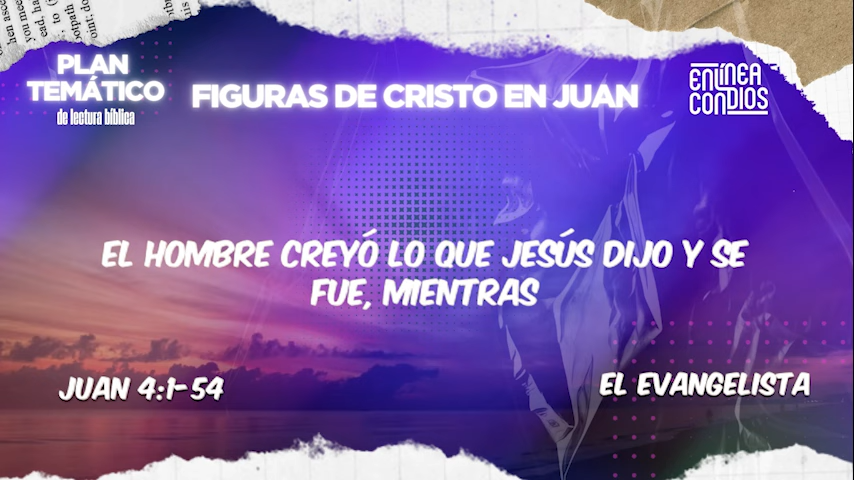 PLAN
TEMÁTICO
de lectura bíblica
FIGURAS DE CRISTO EN JUAN
ENLÍNEA
CONDIOS
EL HOMBRE CREYÓ LO QUE JESÚS DIJO Y SE
FUE, MIENTRAS
JUAN 4:1-54
EL EVANGELISTA